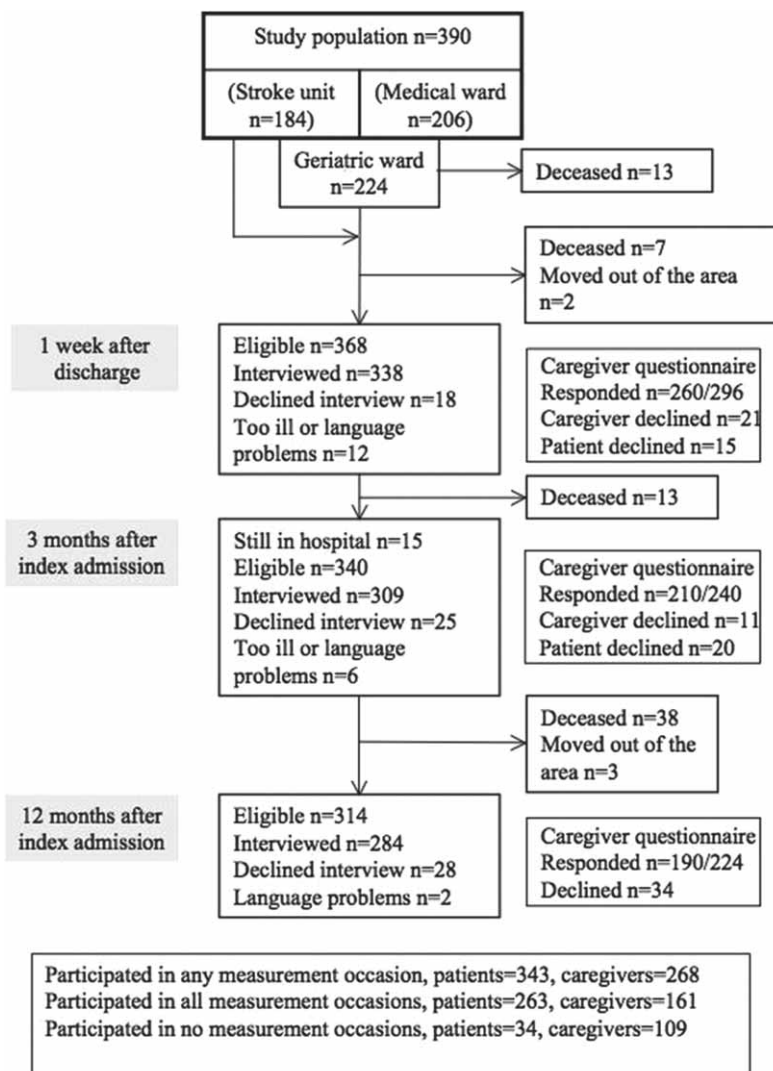 Study population n=390
(Stroke unit
n=184)
(Medical ward
n=206)
Geriatric ward
n=224
Deceased n=13
Deceased n=7
Moved out of the area
n=2
1 week after
discharge
Eligible n=368
Interviewed n=338
Declined interview n=18
Too ill or language
problems n=12
Caregiver questionnaire
Responded n=260/296
Caregiver declined n=21
Patient declined n=15
Deceased n=13
3 months after
index admission
Still in hospital n=15
Eligible n=340
Interviewed n=309
Declined interview n=25
Too ill or language
problems n=6
Caregiver questionnaire
Responded n=210/240
Caregiver declined n=11
Patient declined n=20
Deceased n=38
Moved out of the
area n=3
12 months after
index admission
Eligible n=314
Interviewed n=284
Declined interview n=28
Language problems n=2
Caregiver questionnaire
Responded n=190/224
Declined n=34
Participated in any measurement occasion, patients=343, caregivers=268
Participated in all measurement occasions, patients=263, caregivers=161
Participated in no measurement occasions, patients=34, caregivers=109